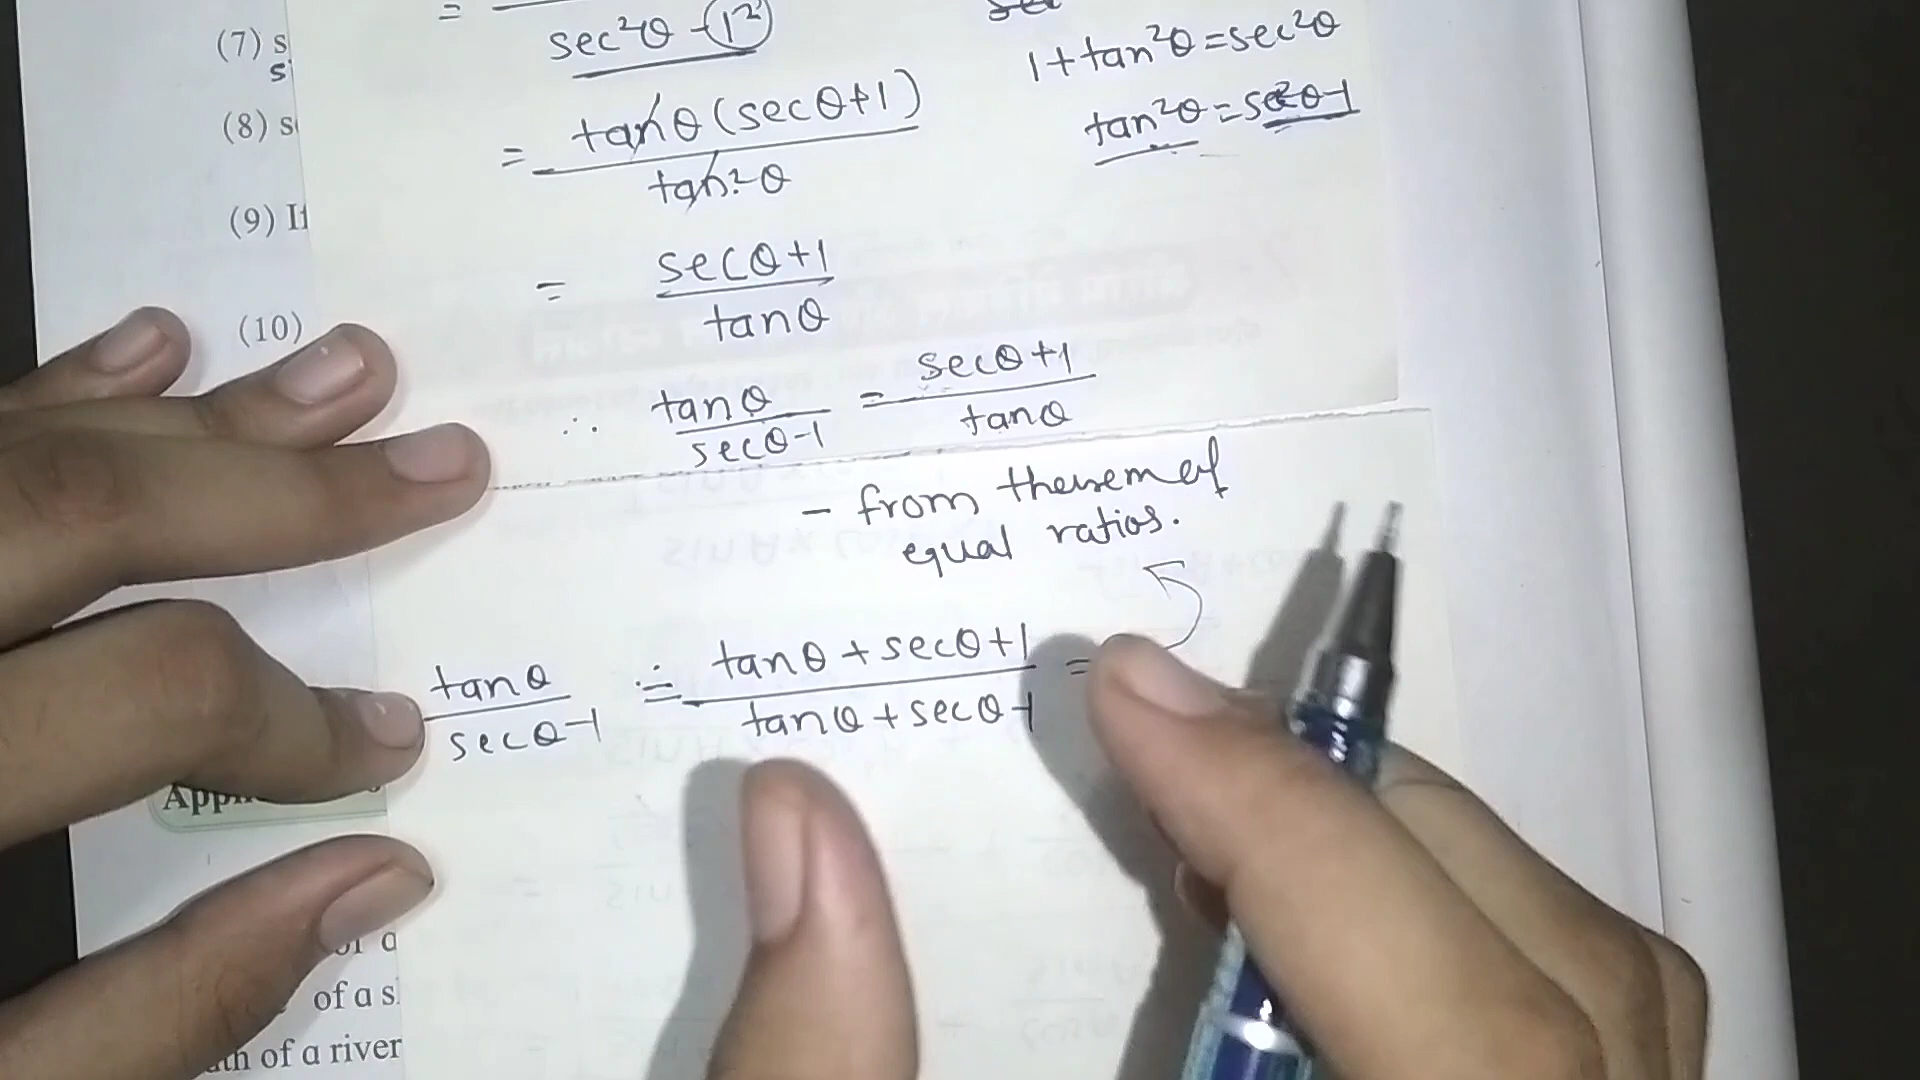 (7) s
s
(8) s
(9) If
(10)
=
sec²θ - 1²
1 + tan²θ = sec²θ
tan²θ = sec²θ-1
= tanθ (secθ+1)
tan²θ
= secθ+1
tanθ
∴ tanθ = secθ+1
secθ-1 tanθ
- from theurem of
equal ratios.
tanθ ∴= tanθ + secθ+1 =
secθ-1 tanθ + secθ-1
of a s
of a river